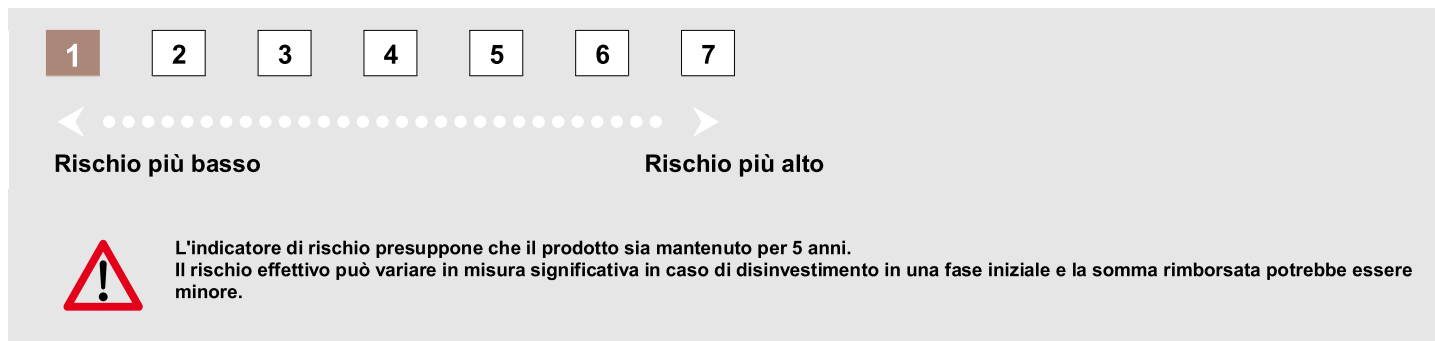 1 2 3 4 5 6 7
Rischio più basso Rischio più alto
L'indicatore di rischio presuppone che il prodotto sia mantenuto per 5 anni.
Il rischio effettivo può variare in misura significativa in caso di disinvestimento in una fase iniziale e la somma rimborsata potrebbe essere
minore.